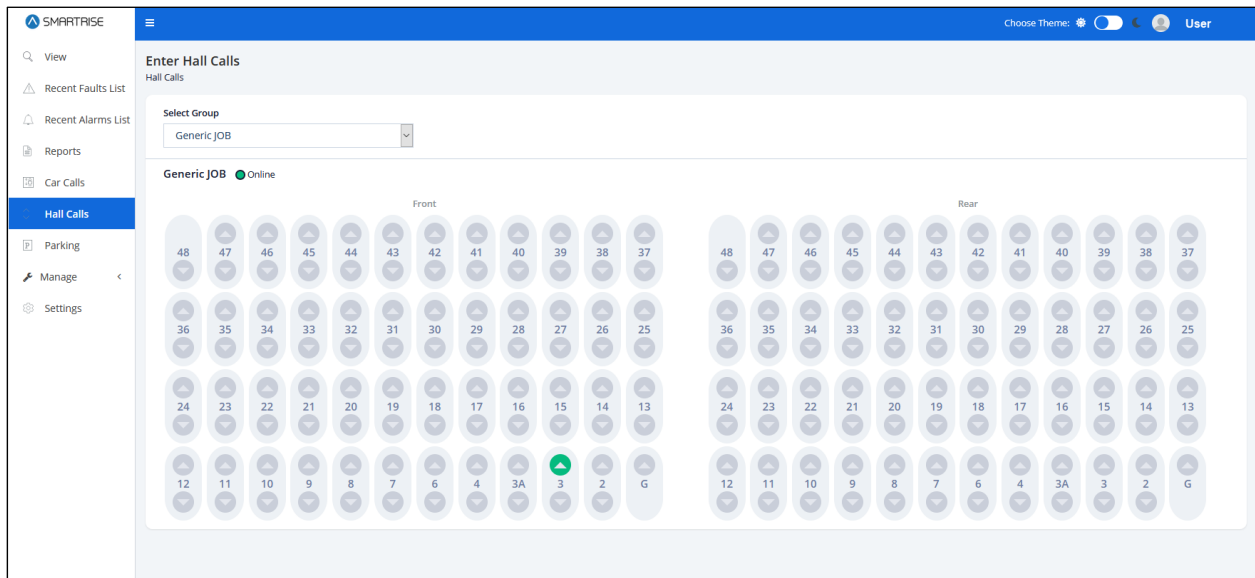 SMARTRISE
Choose Theme:
User
View
Recent Faults List
Recent Alarms List
Reports
Car Calls
Hall Calls
Parking
Manage
Settings
Enter Hall Calls
Hall Calls
Select Group
Generic JOB
Generic JOB Online
Front
48 47 46 45 44 43 42 41 40 39 38 37
36 35 34 33 32 31 30 29 28 27 26 25
24 23 22 21 20 19 18 17 16 15 14 13
12 11 10 9 8 7 6 4 3A 3 2 G
Rear
48 47 46 45 44 43 42 41 40 39 38 37
36 35 34 33 32 31 30 29 28 27 26 25
24 23 22 21 20 19 18 17 16 15 14 13
12 11 10 9 8 7 6 4 3A 3 2 G